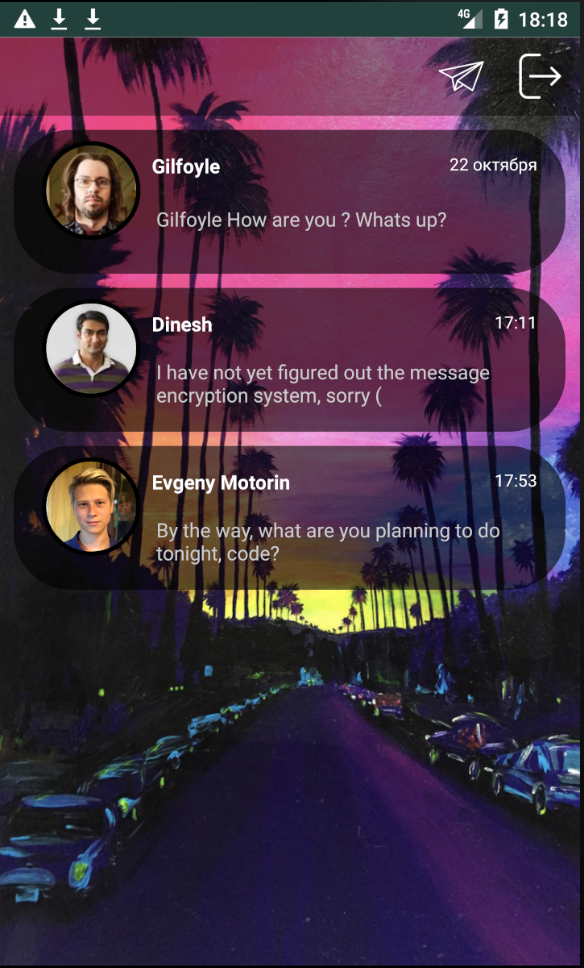 4G 18:18
Gilfoyle 22 октября
Gilfoyle How are you ? Whats up?
Dinesh 17:11
I have not yet figured out the message
encryption system, sorry (
Evgeny Motorin 17:53
By the way, what are you planning to do
tonight, code?